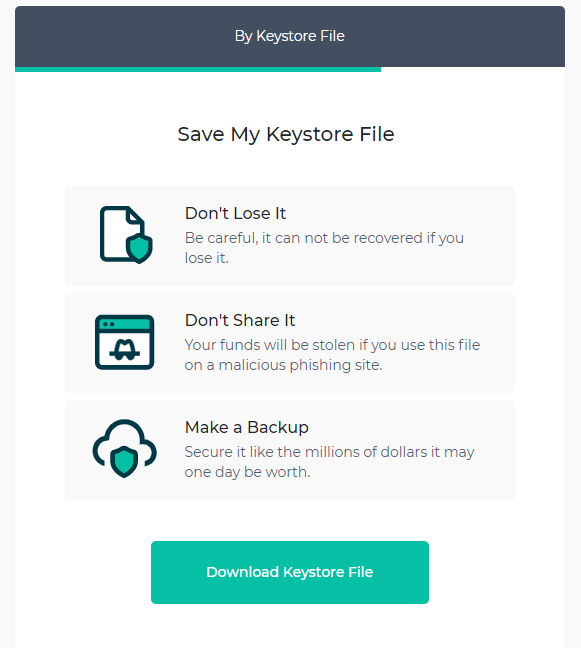 By Keystore File
Save My Keystore File
Don't Lose It
Be careful, it can not be recovered if you
lose it.
Don't Share It
Your funds will be stolen if you use this file
on a malicious phishing site.
Make a Backup
Secure it like the millions of dollars it may
one day be worth.
Download Keystore File